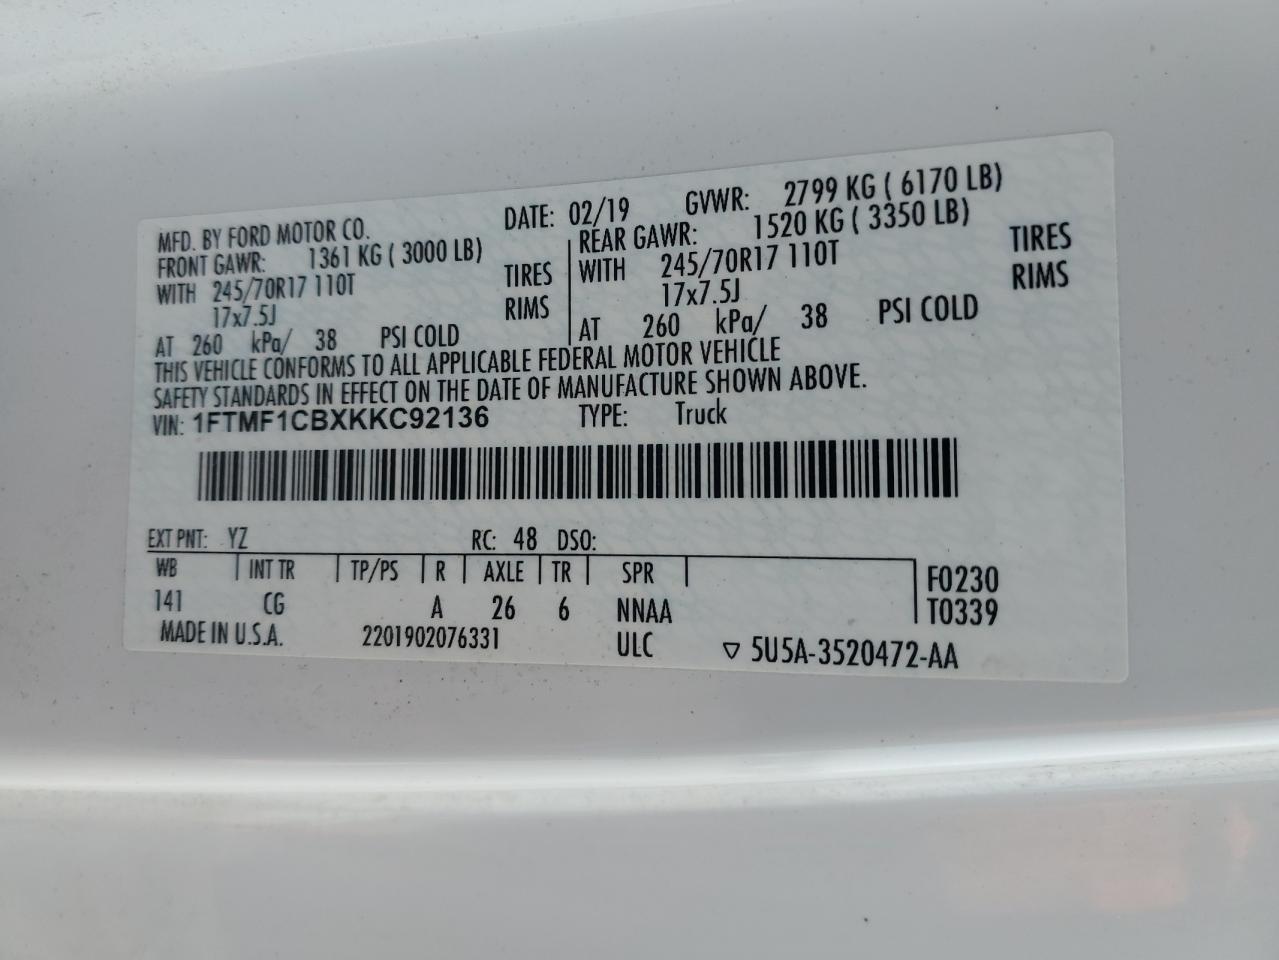 MFD. BY FORD MOTOR CO. DATE: 02/19 GVWR: 2799 KG ( 6170 LB)
FRONT GAWR: 1361 KG ( 3000 LB) REAR GAWR: 1520 KG ( 3350 LB)
WITH 245/70R17 110T TIRES WITH 245/70R17 110T TIRES
17x7.5J RIMS 17x7.5J RIMS
AT 260 kPa/ 38 PSI COLD AT 260 kPa/ 38 PSI COLD
THIS VEHICLE CONFORMS TO ALL APPLICABLE FEDERAL MOTOR VEHICLE
SAFETY STANDARDS IN EFFECT ON THE DATE OF MANUFACTURE SHOWN ABOVE.
VIN: 1FTMF1CBXKKC92136 TYPE: Truck
EXT PNT: YZ RC: 48 DSO:
WB INT TR TP/PS R AXLE TR SPR F0230
141 CG A 26 6 NNAA T0339
MADE IN U.S.A. 2201902076331 ULC ▽ 5U5A-3520472-AA